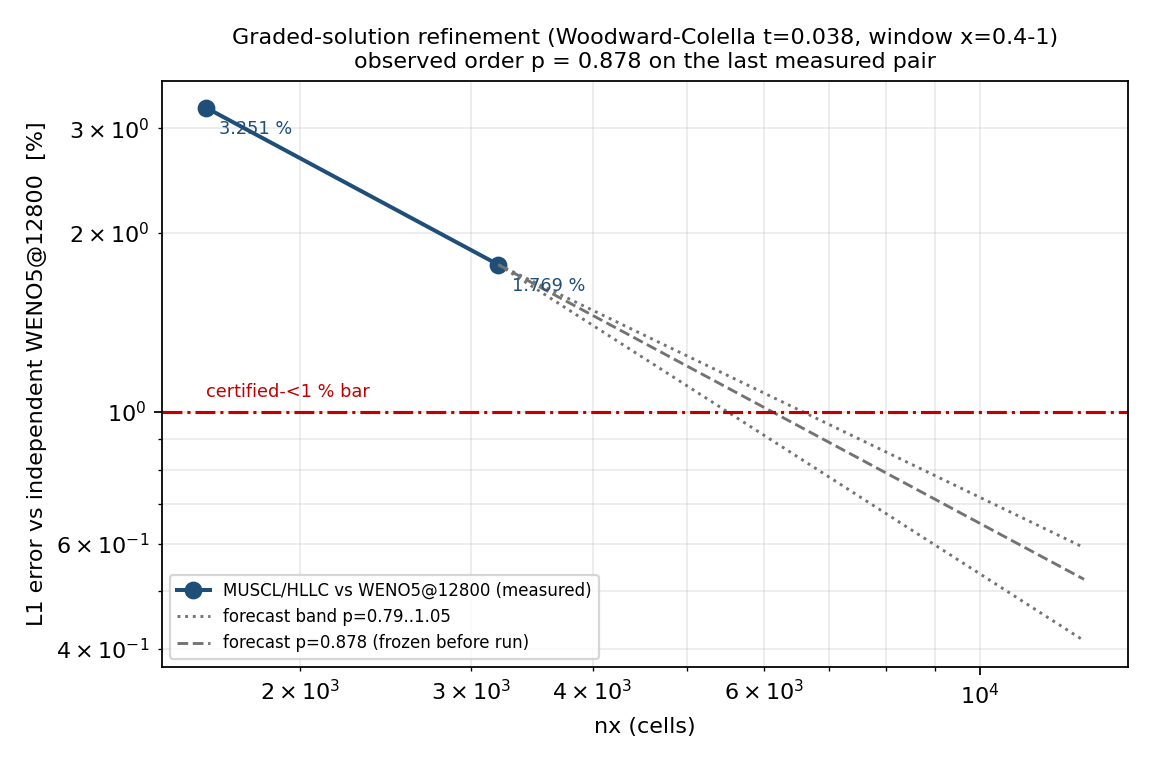 Graded-solution refinement (Woodward-Colella t=0.038, window x=0.4-1)
observed order p = 0.878 on the last measured pair
L1 error vs independent WENO5@12800 [%]
3 × 10⁰
2 × 10⁰
10⁰
6 × 10⁻¹
4 × 10⁻¹
3.251 %
1.769 %
certified-<1 % bar
MUSCL/HLLC vs WENO5@12800 (measured)
forecast band p=0.79..1.05
forecast p=0.878 (frozen before run)
2 × 10³
3 × 10³
4 × 10³
6 × 10³
10⁴
nx (cells)